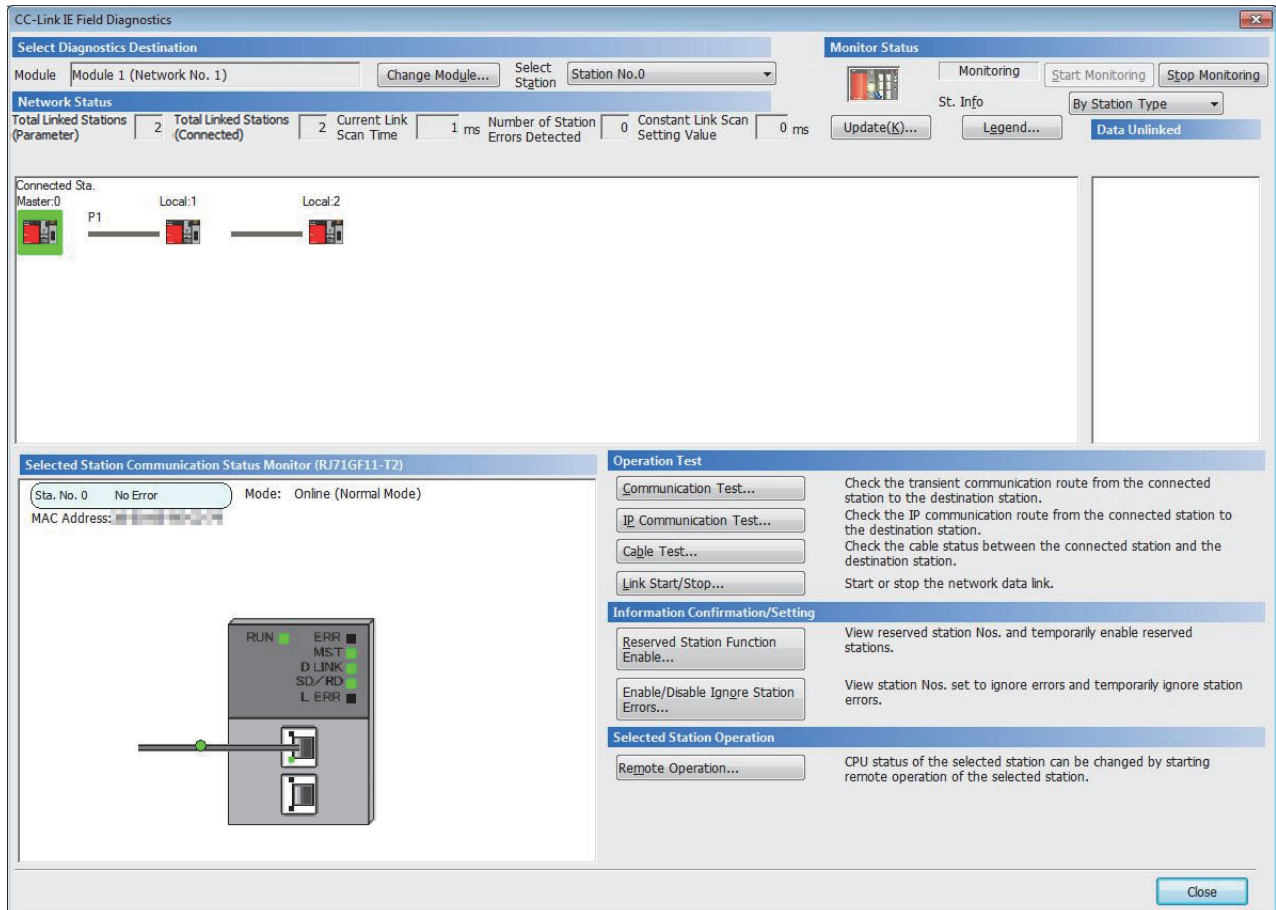 CC-Link IE Field Diagnostics
Select Diagnostics Destination
Monitor Status
Module Module 1 (Network No. 1) Change Module... Select Station Station No.0
Monitoring Start Monitoring Stop Monitoring
Network Status
St. Info By Station Type
Total Linked Stations (Parameter) 2 Total Linked Stations (Connected) 2 Current Link Scan Time 1 ms Number of Station Errors Detected 0 Constant Link Scan Setting Value 0 ms
Update(K)... Legend... Data Unlinked
Connected Sta.
Master:0 Local:1 Local:2
P1
Selected Station Communication Status Monitor (RJ71GF11-T2)
Sta. No. 0 No Error Mode: Online (Normal Mode)
MAC Address:
RUN ERR
MST
D LINK
SD/RD
L ERR
Operation Test
Communication Test... Check the transient communication route from the connected
station to the destination station.
IP Communication Test... Check the IP communication route from the connected station to
the destination station.
Cable Test... Check the cable status between the connected station and the
destination station.
Link Start/Stop... Start or stop the network data link.
Information Confirmation/Setting
Reserved Station Function Enable... View reserved station Nos. and temporarily enable reserved
stations.
Enable/Disable Ignore Station Errors... View station Nos. set to ignore errors and temporarily ignore station
errors.
Selected Station Operation
Remote Operation... CPU status of the selected station can be changed by starting
remote operation of the selected station.
Close